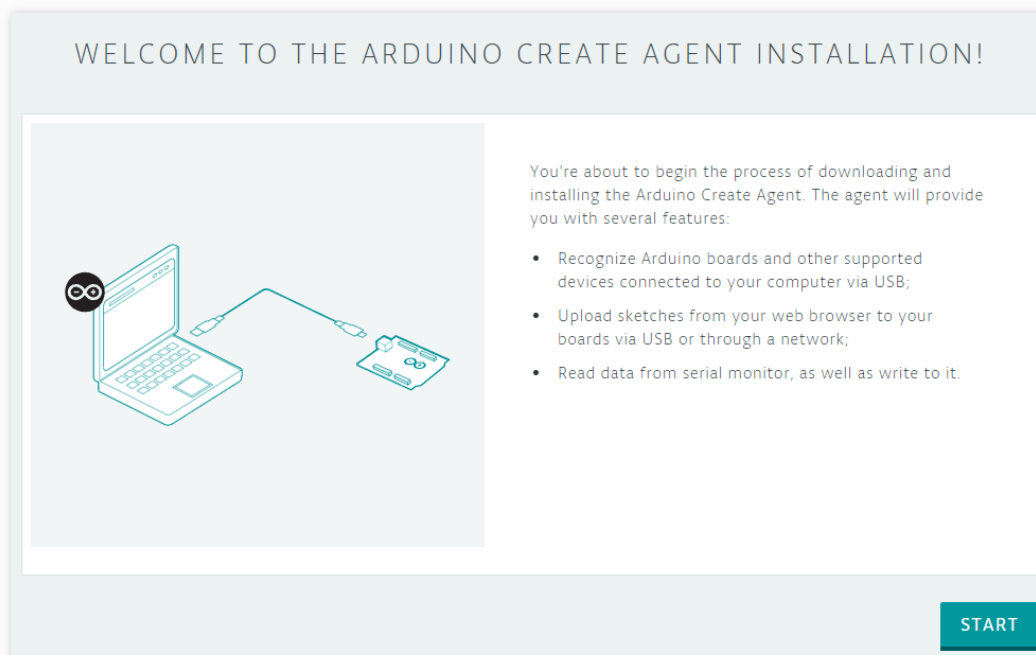 WELCOME TO THE ARDUINO CREATE AGENT INSTALLATION!
You're about to begin the process of downloading and
installing the Arduino Create Agent. The agent will provide
you with several features:
• Recognize Arduino boards and other supported
devices connected to your computer via USB;
• Upload sketches from your web browser to your
boards via USB or through a network;
• Read data from serial monitor, as well as write to it.
START